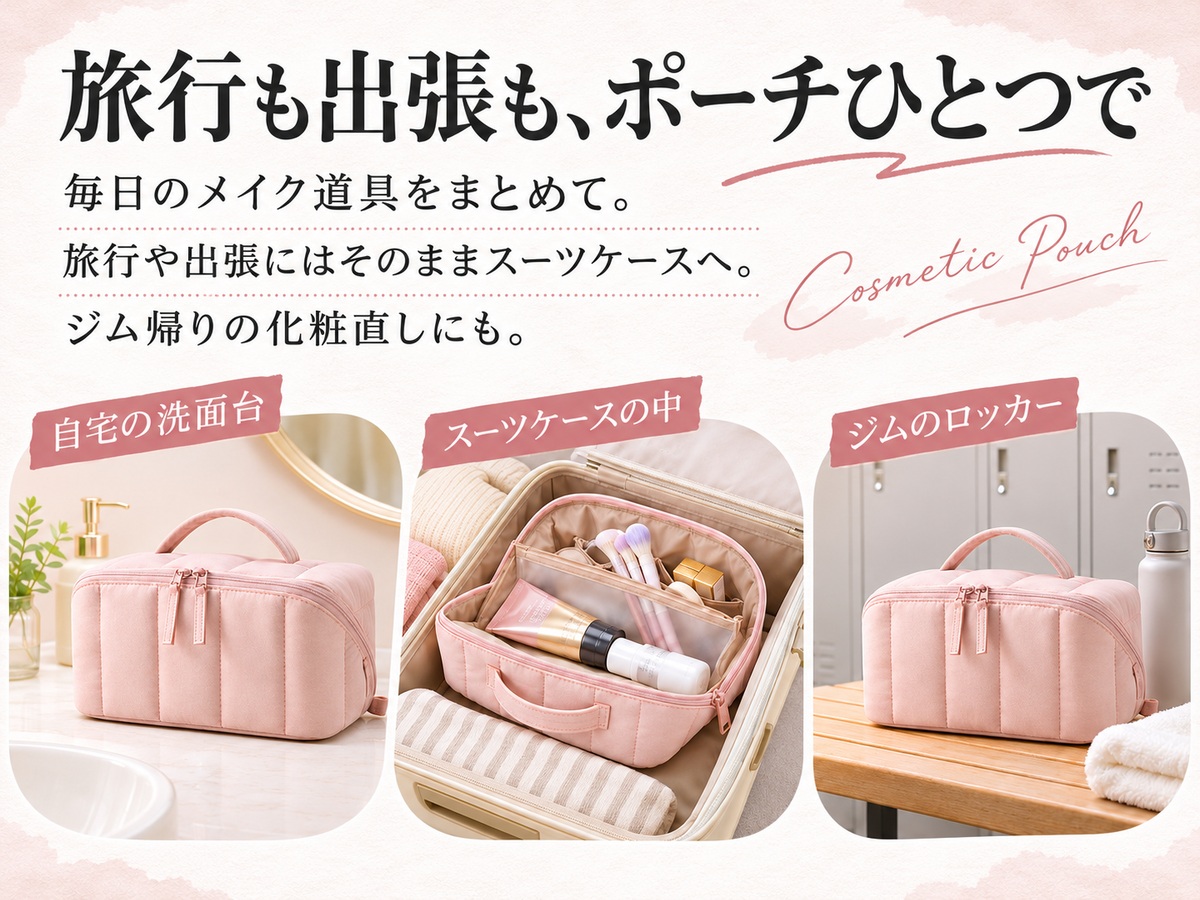 旅行も出張も、ポーチひとつで
毎日のメイク道具をまとめて。
旅行や出張にはそのままスーツケースへ。
ジム帰りの化粧直しにも。
Cosmetic Pouch
自宅の洗面台
スーツケースの中
ジムのロッカー